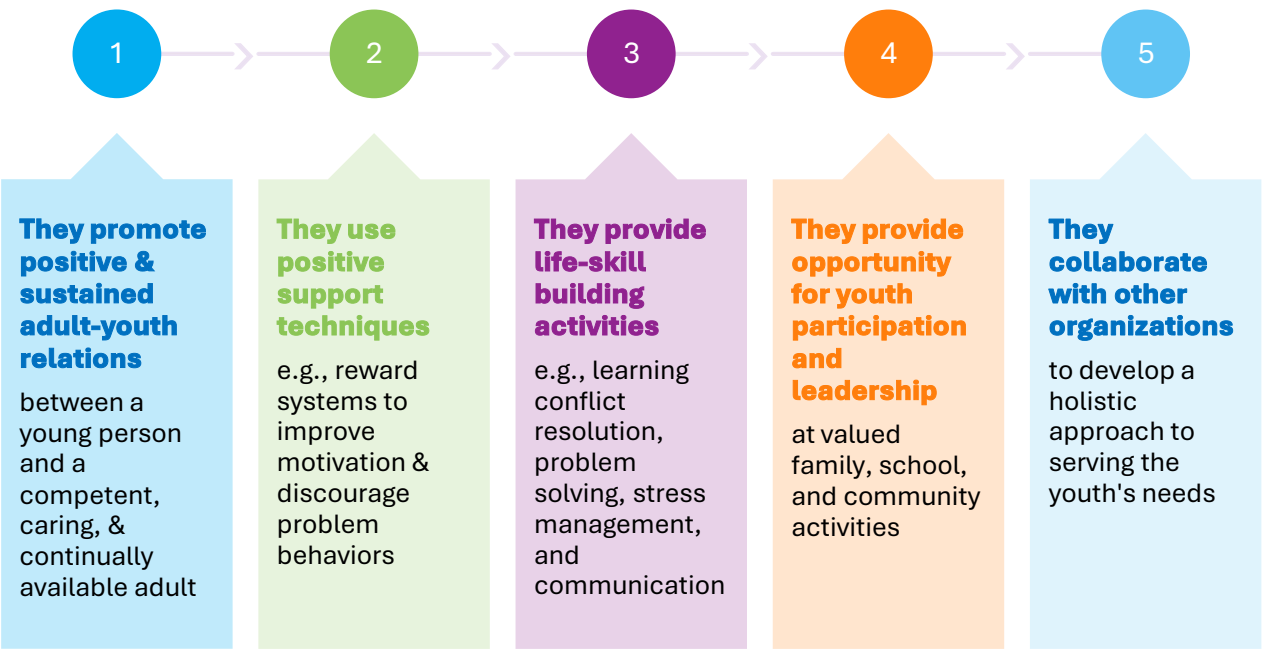 1
2
3
4
5
They promote
positive &
sustained
adult-youth
relations
between a
young person
and a
competent,
caring, &
continually
available adult
They use
positive
support
techniques
e.g., reward
systems to
improve
motivation &
discourage
problem
behaviors
They provide
life-skill
building
activities
e.g., learning
conflict
resolution,
problem
solving, stress
management,
and
communication
They provide
opportunity
for youth
participation
and
leadership
at valued
family, school,
and community
activities
They
collaborate
with other
organizations
to develop a
holistic
approach to
serving the
youth's needs